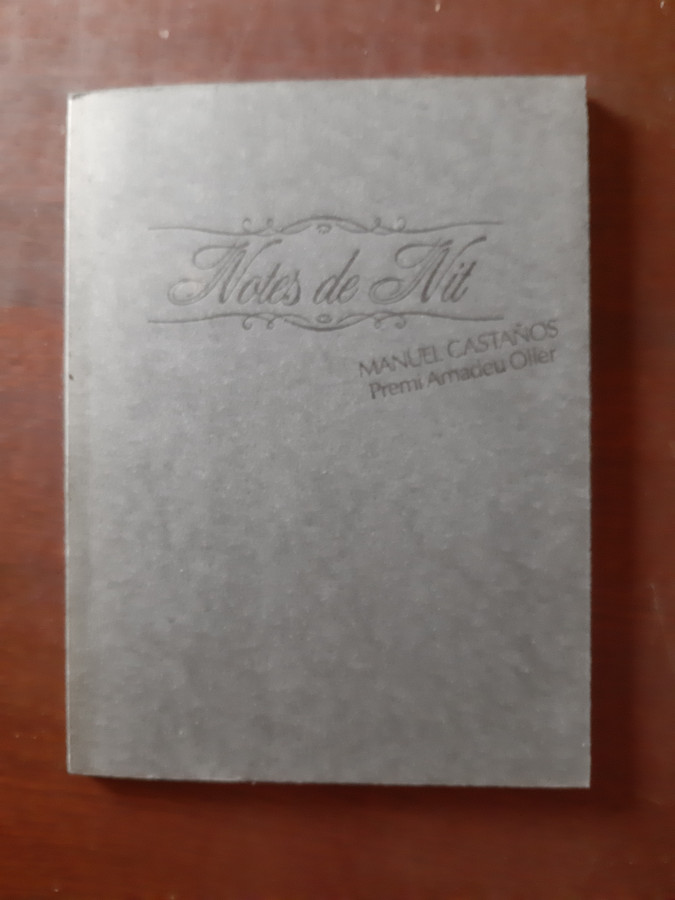 Notes de Nit
MANUEL CASTAÑOS
Premi Amadeu Oller